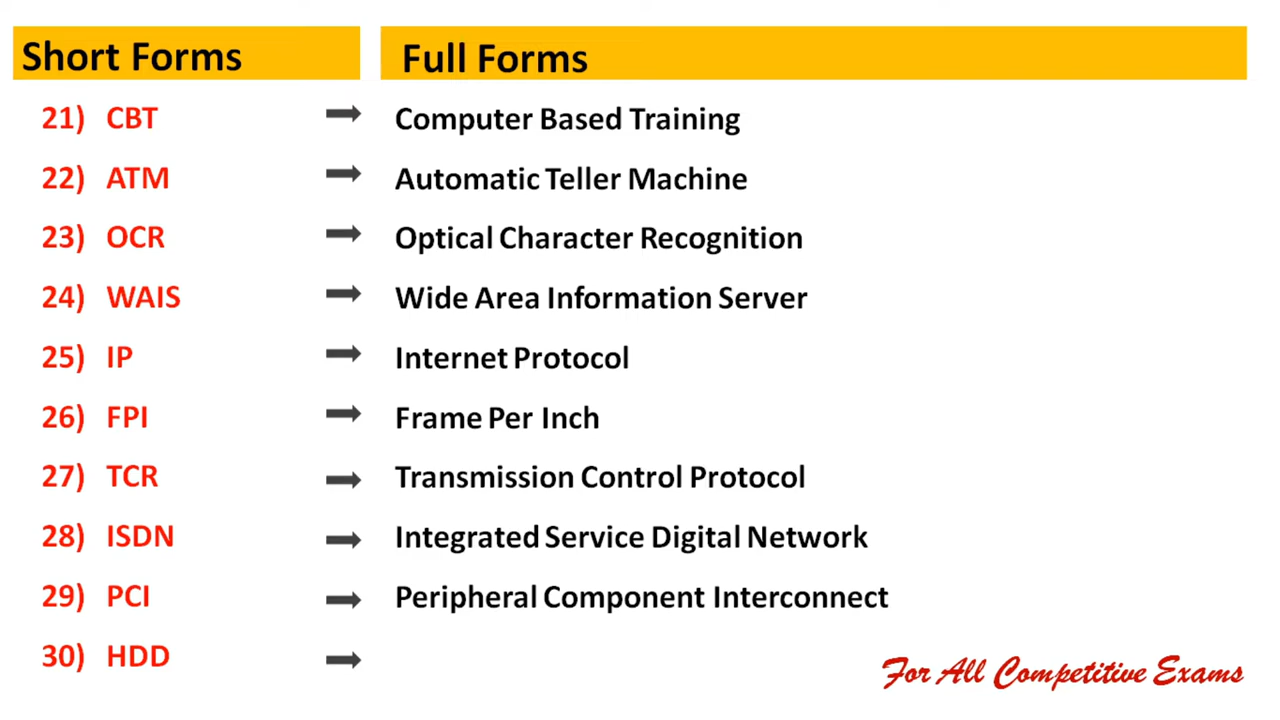 Short Forms Full Forms
21) CBT ➡ Computer Based Training
22) ATM ➡ Automatic Teller Machine
23) OCR ➡ Optical Character Recognition
24) WAIS ➡ Wide Area Information Server
25) IP ➡ Internet Protocol
26) FPI ➡ Frame Per Inch
27) TCR ➡ Transmission Control Protocol
28) ISDN ➡ Integrated Service Digital Network
29) PCI ➡ Peripheral Component Interconnect
30) HDD ➡
For All Competitive Exams